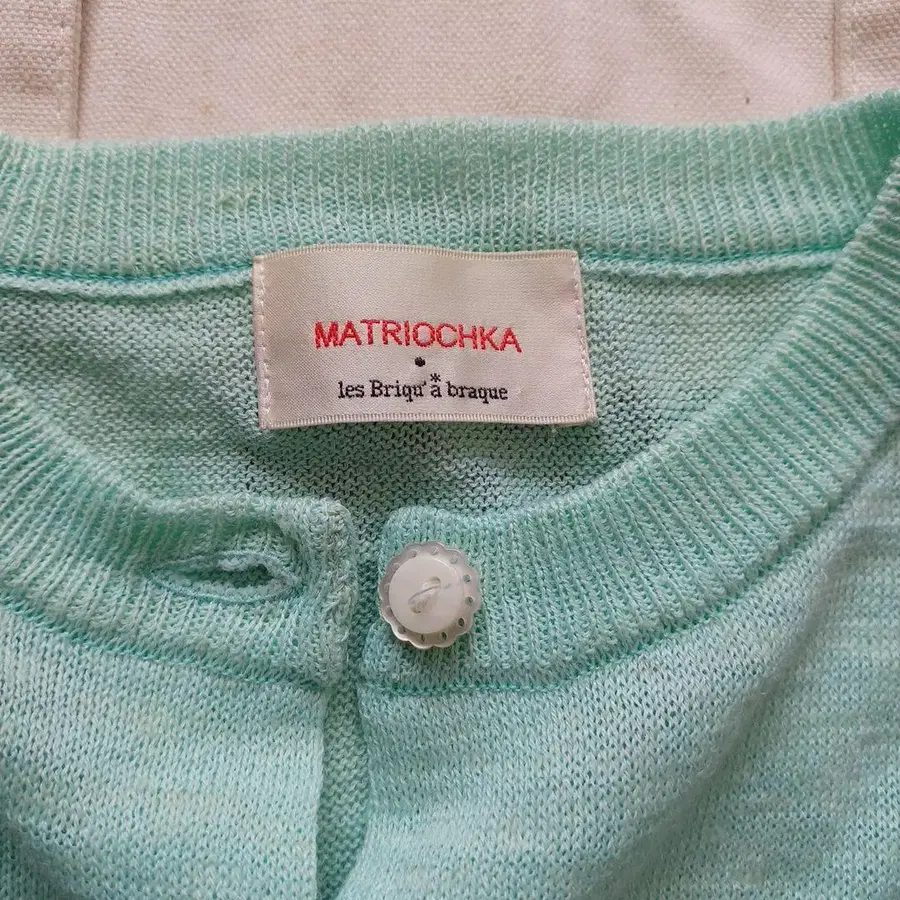 MATRIOCHKA
•
les Briqu'à braque